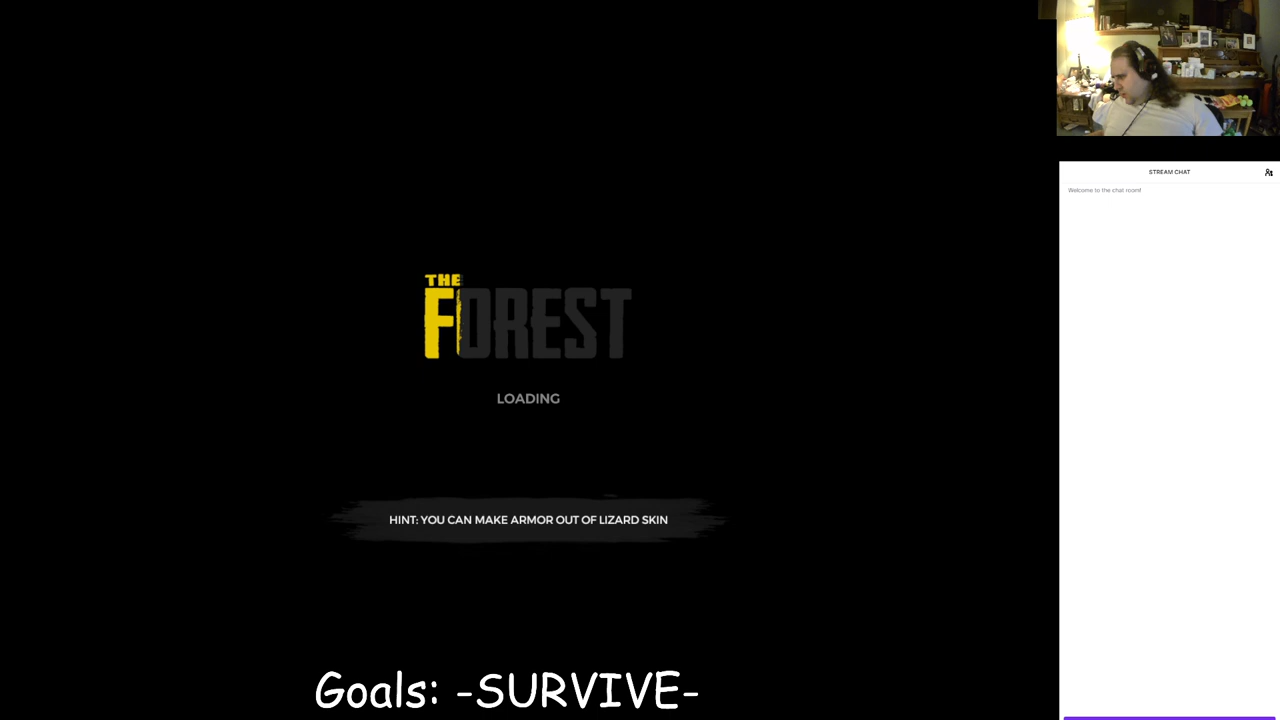 THE
FOREST
LOADING
HINT: YOU CAN MAKE ARMOR OUT OF LIZARD SKIN
Goals: -SURVIVE-
STREAM CHAT
Welcome to the chat room!